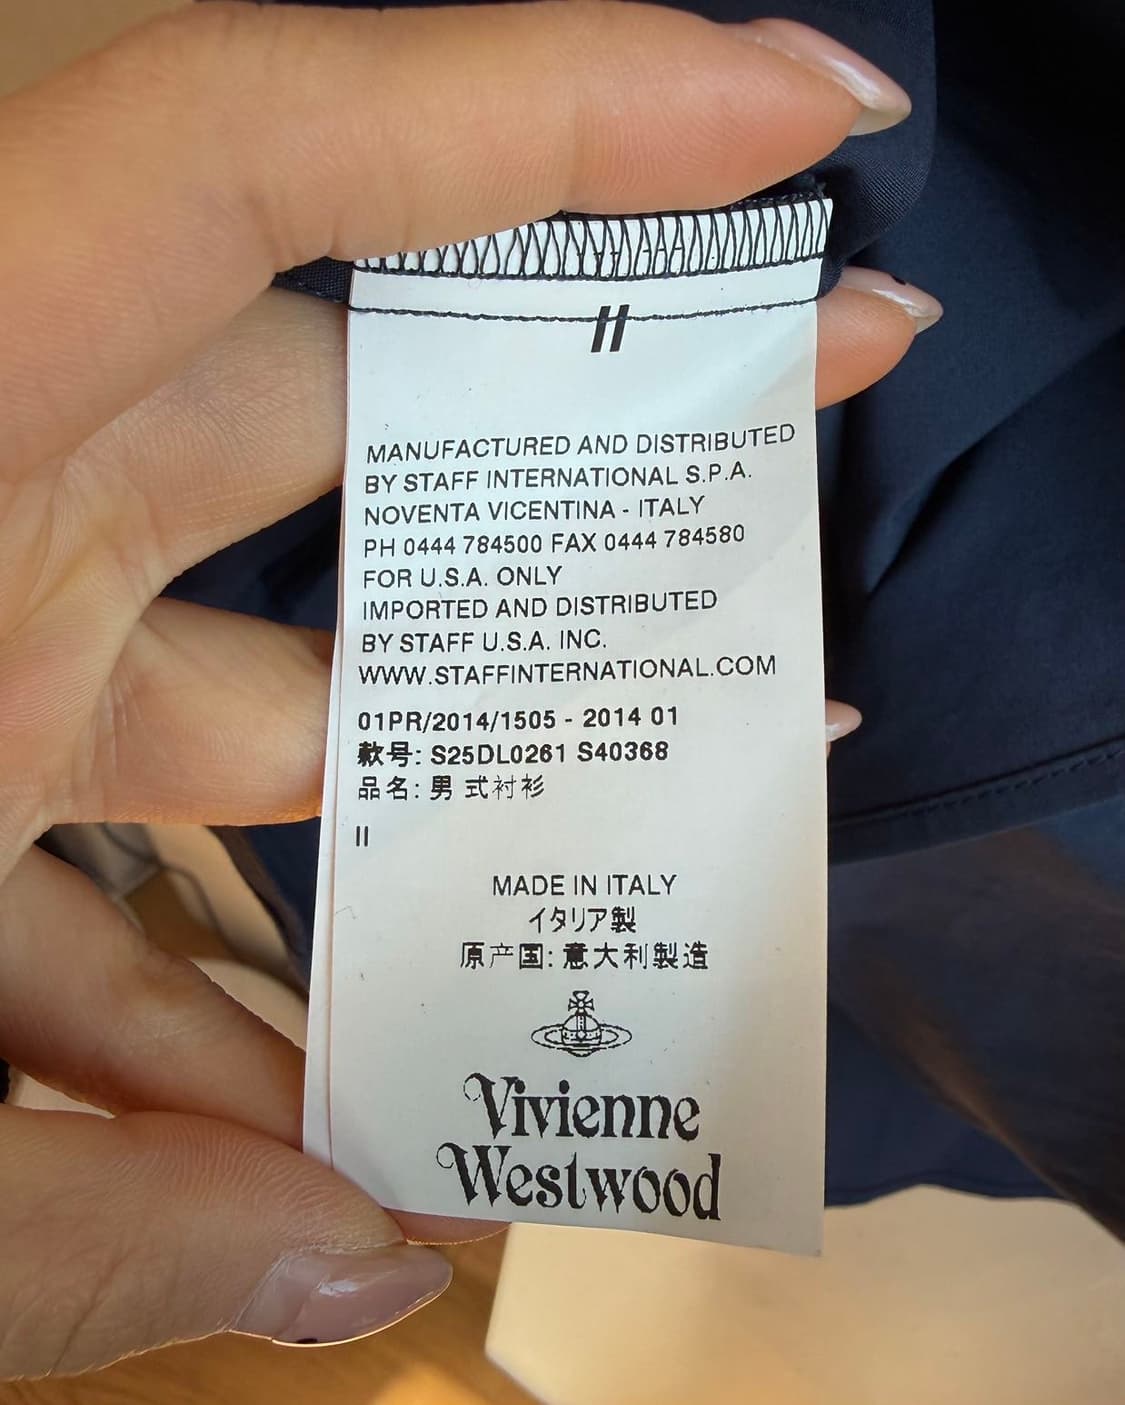 II
MANUFACTURED AND DISTRIBUTED
BY STAFF INTERNATIONAL S.P.A.
NOVENTA VICENTINA - ITALY
PH 0444 784500 FAX 0444 784580
FOR U.S.A. ONLY
IMPORTED AND DISTRIBUTED
BY STAFF U.S.A. INC.
WWW.STAFFINTERNATIONAL.COM
01PR/2014/1505 - 2014 01
款号: S25DL0261 S40368
品名: 男 式衬衫
II
MADE IN ITALY
イタリア製
原产国: 意大利製造
Vivienne
Westwood